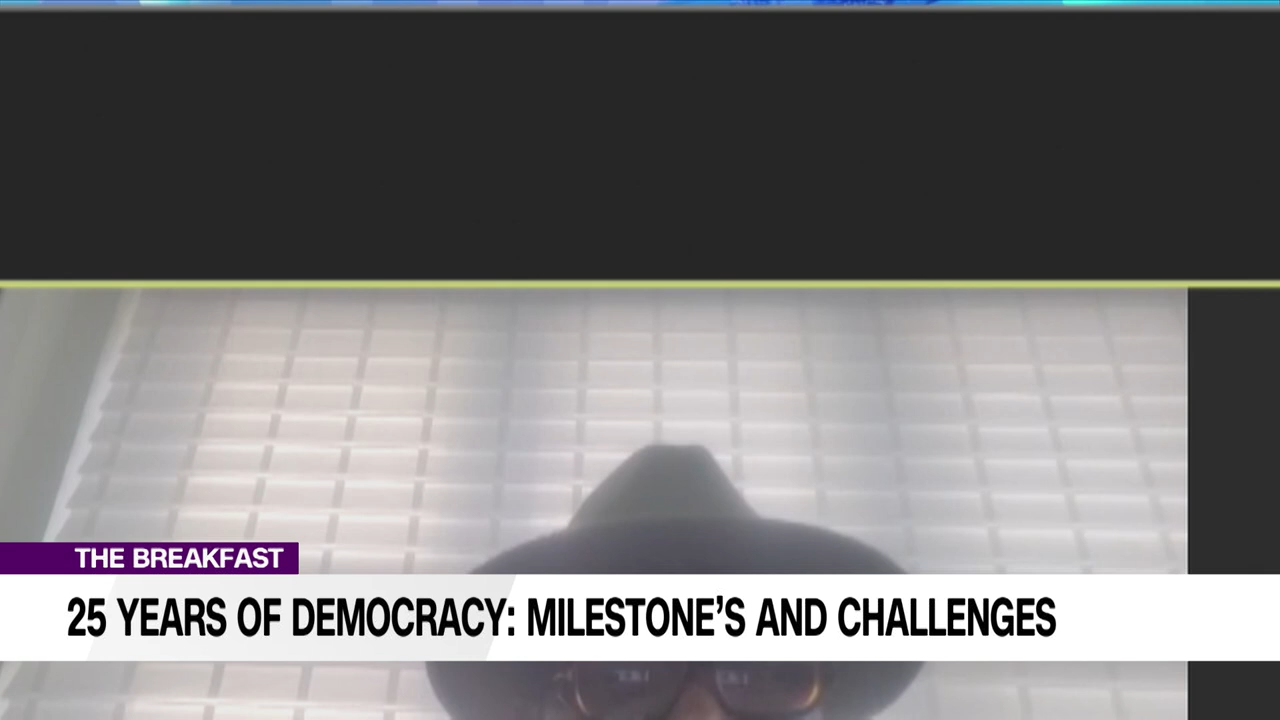 THE BREAKFAST
25 YEARS OF DEMOCRACY: MILESTONE'S AND CHALLENGES